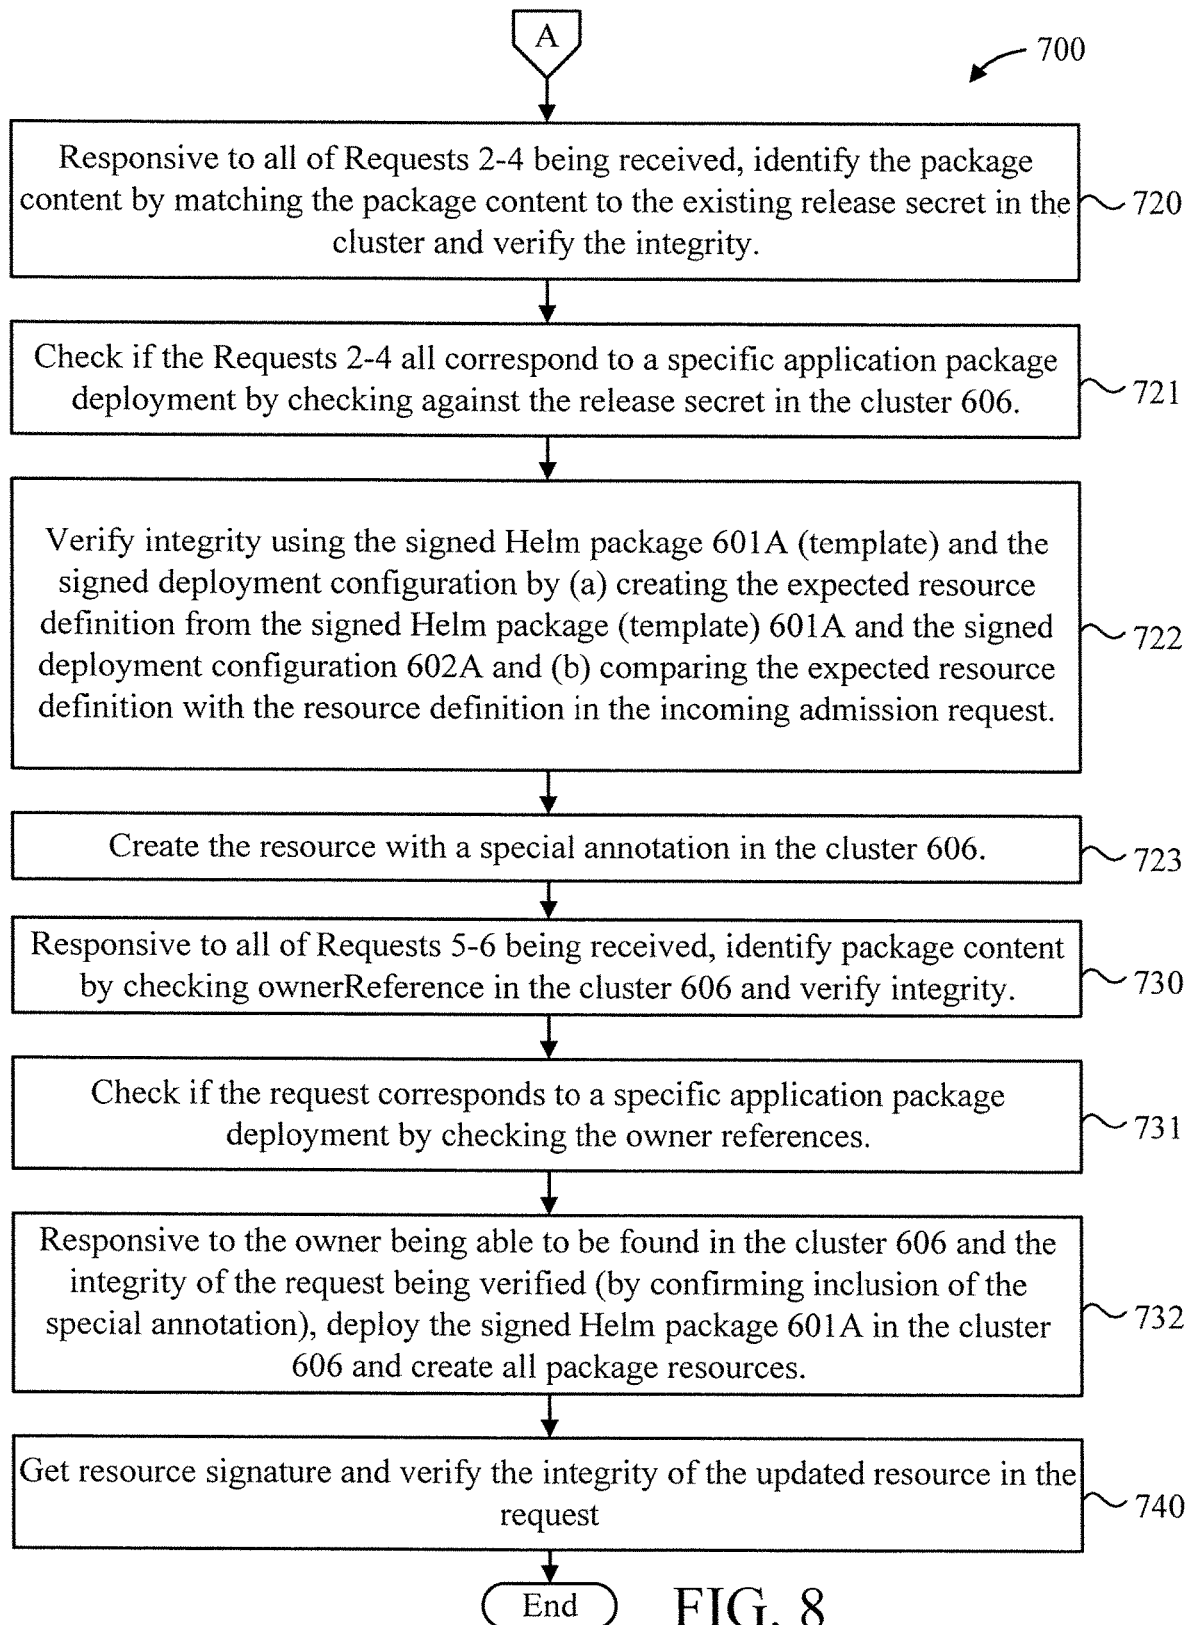 A
700
Responsive to all of Requests 2-4 being received, identify the package
content by matching the package content to the existing release secret in the
cluster and verify the integrity.
720
Check if the Requests 2-4 all correspond to a specific application package
deployment by checking against the release secret in the cluster 606.
721
Verify integrity using the signed Helm package 601A (template) and the
signed deployment configuration by (a) creating the expected resource
definition from the signed Helm package (template) 601A and the signed
deployment configuration 602A and (b) comparing the expected resource
definition with the resource definition in the incoming admission request.
722
Create the resource with a special annotation in the cluster 606.
723
Responsive to all of Requests 5-6 being received, identify package content
by checking ownerReference in the cluster 606 and verify integrity.
730
Check if the request corresponds to a specific application package
deployment by checking the owner references.
731
Responsive to the owner being able to be found in the cluster 606 and the
integrity of the request being verified (by confirming inclusion of the
special annotation), deploy the signed Helm package 601A in the cluster
606 and create all package resources.
732
Get resource signature and verify the integrity of the updated resource in the
request
740
End
FIG. 8